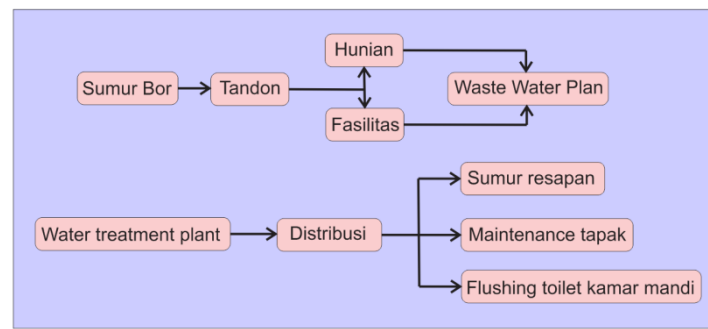 Hunian
Sumur Bor
Tandon
Waste Water Plan
Fasilitas
Sumur resapan
Water treatment plant
Distribusi
Maintenance tapak
Flushing toilet kamar mandi